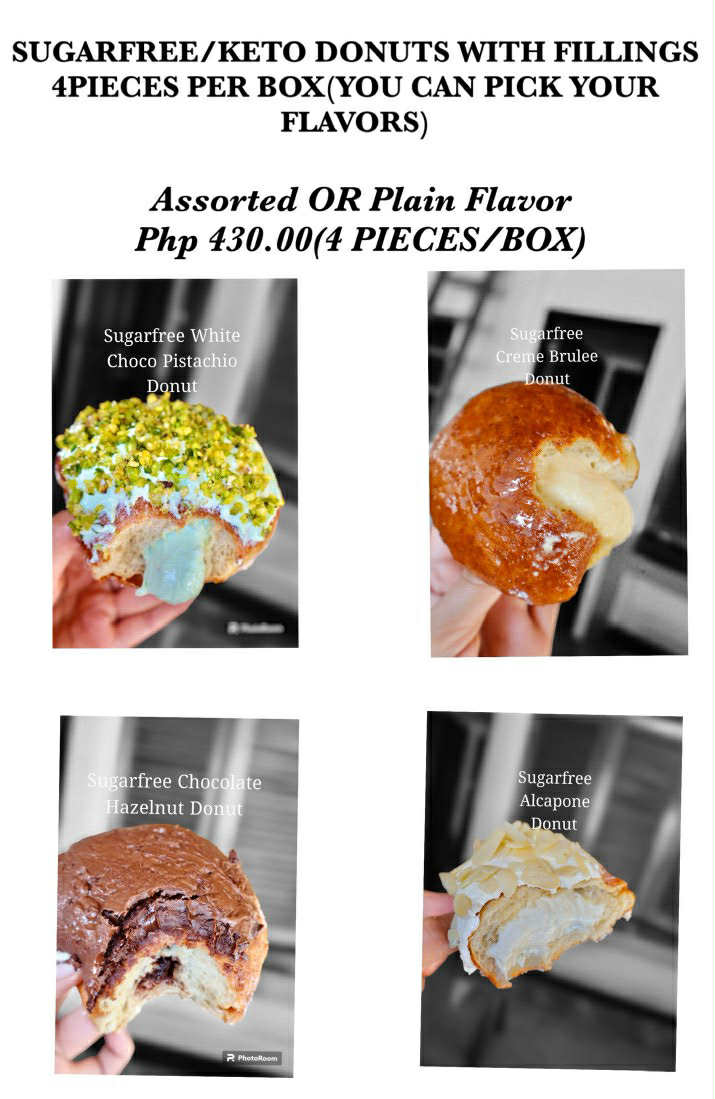 SUGARFREE/KETO DONUTS WITH FILLINGS
4PIECES PER BOX(YOU CAN PICK YOUR
FLAVORS)
Assorted OR Plain Flavor
Php 430.00(4 PIECES/BOX)
Sugarfree White
Choco Pistachio
Donut
PhotoRoom
Sugarfree
Creme Brulee
Donut
Sugarfree Chocolate
Hazelnut Donut
PhotoRoom
Sugarfree
Alcapone
Donut